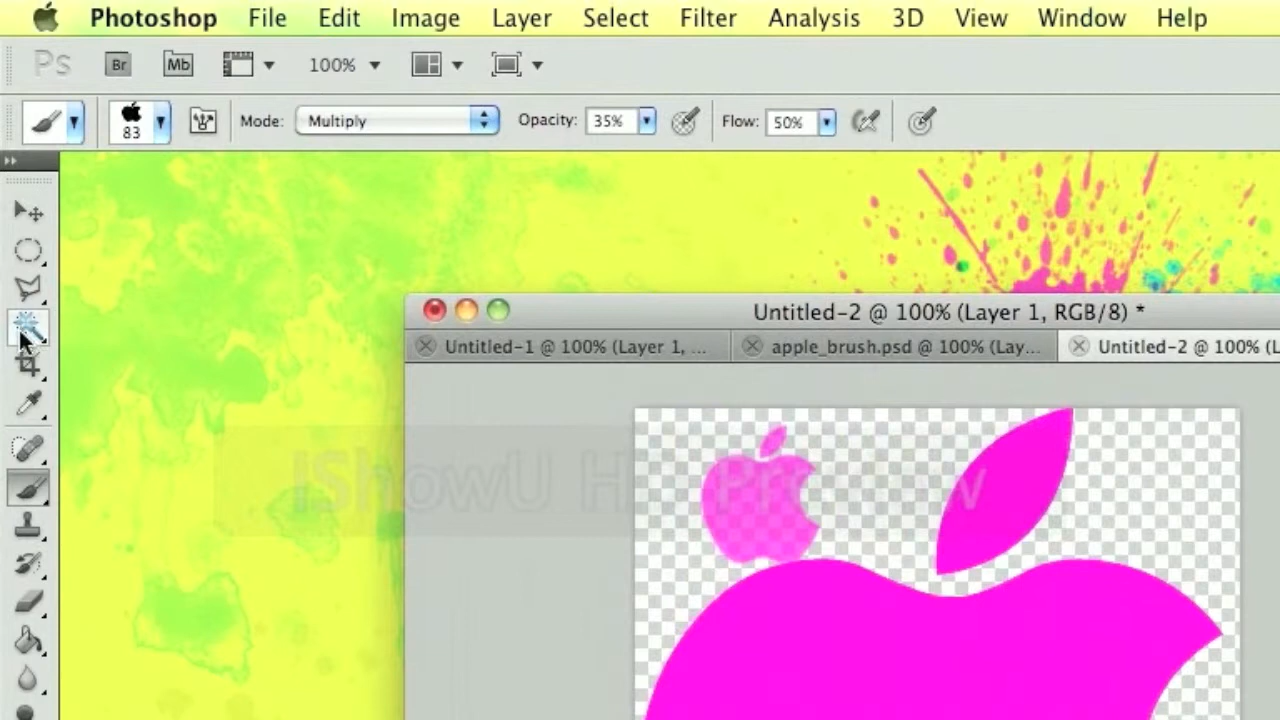 Photoshop File Edit Image Layer Select Filter Analysis 3D View Window Help
Ps Br Mb 100%
83 Mode: Multiply Opacity: 35% Flow: 50%
Untitled-2 @ 100% (Layer 1, RGB/8) *
Untitled-1 @ 100% (Layer 1, ... apple_brush.psd @ 100% (Lay... Untitled-2 @ 100% (L
IShowU HD Preview